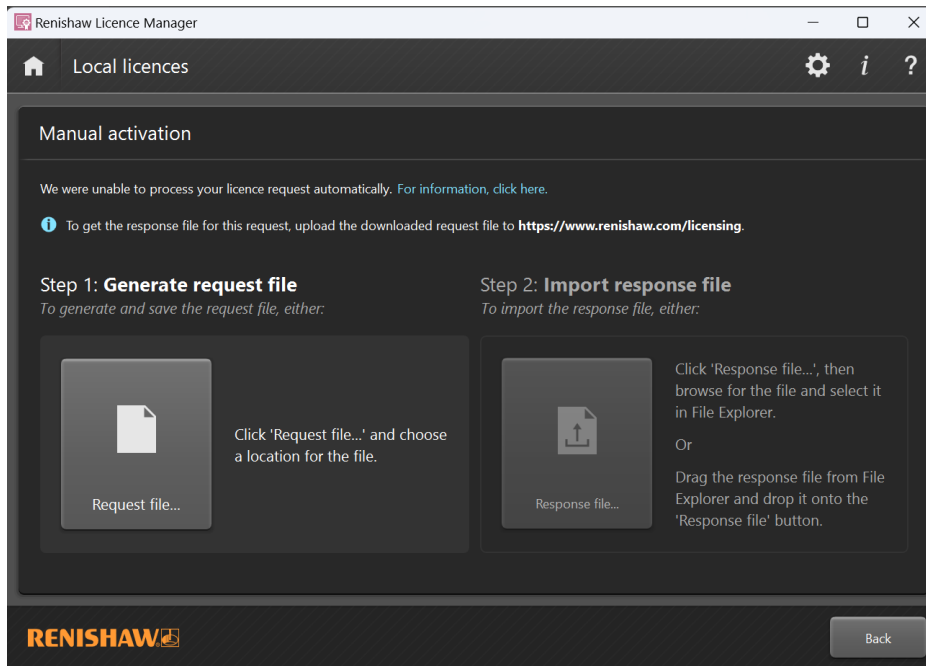 Renishaw Licence Manager
Local licences
Manual activation
We were unable to process your licence request automatically. For information, click here.
To get the response file for this request, upload the downloaded request file to https://www.renishaw.com/licensing.
Step 1: Generate request file
To generate and save the request file, either:
Request file...
Click 'Request file...' and choose
a location for the file.
Step 2: Import response file
To import the response file, either:
Response file...
Click 'Response file...', then
browse for the file and select it
in File Explorer.
Or
Drag the response file from File
Explorer and drop it onto the
'Response file' button.
RENISHAW
Back